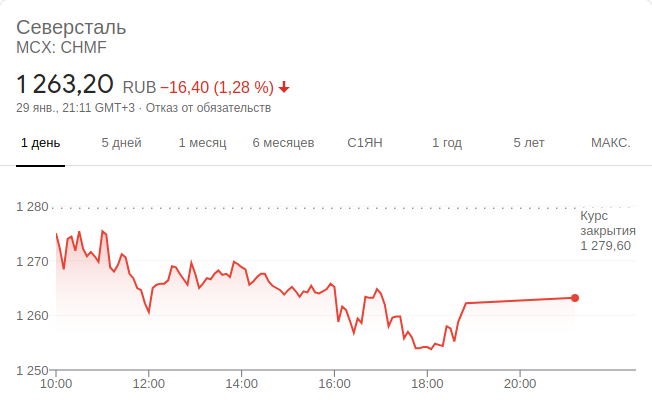 Северсталь
MCX: CHMF
1 263,20 RUB −16,40 (1,28 %)
29 янв., 21:11 GMT+3 · Отказ от обязательств
1 день 5 дней 1 месяц 6 месяцев С1ЯН 1 год 5 лет МАКС.
1 280
Курс
закрытия
1 279,60
1 270
1 260
1 250
10:00 12:00 14:00 16:00 18:00 20:00